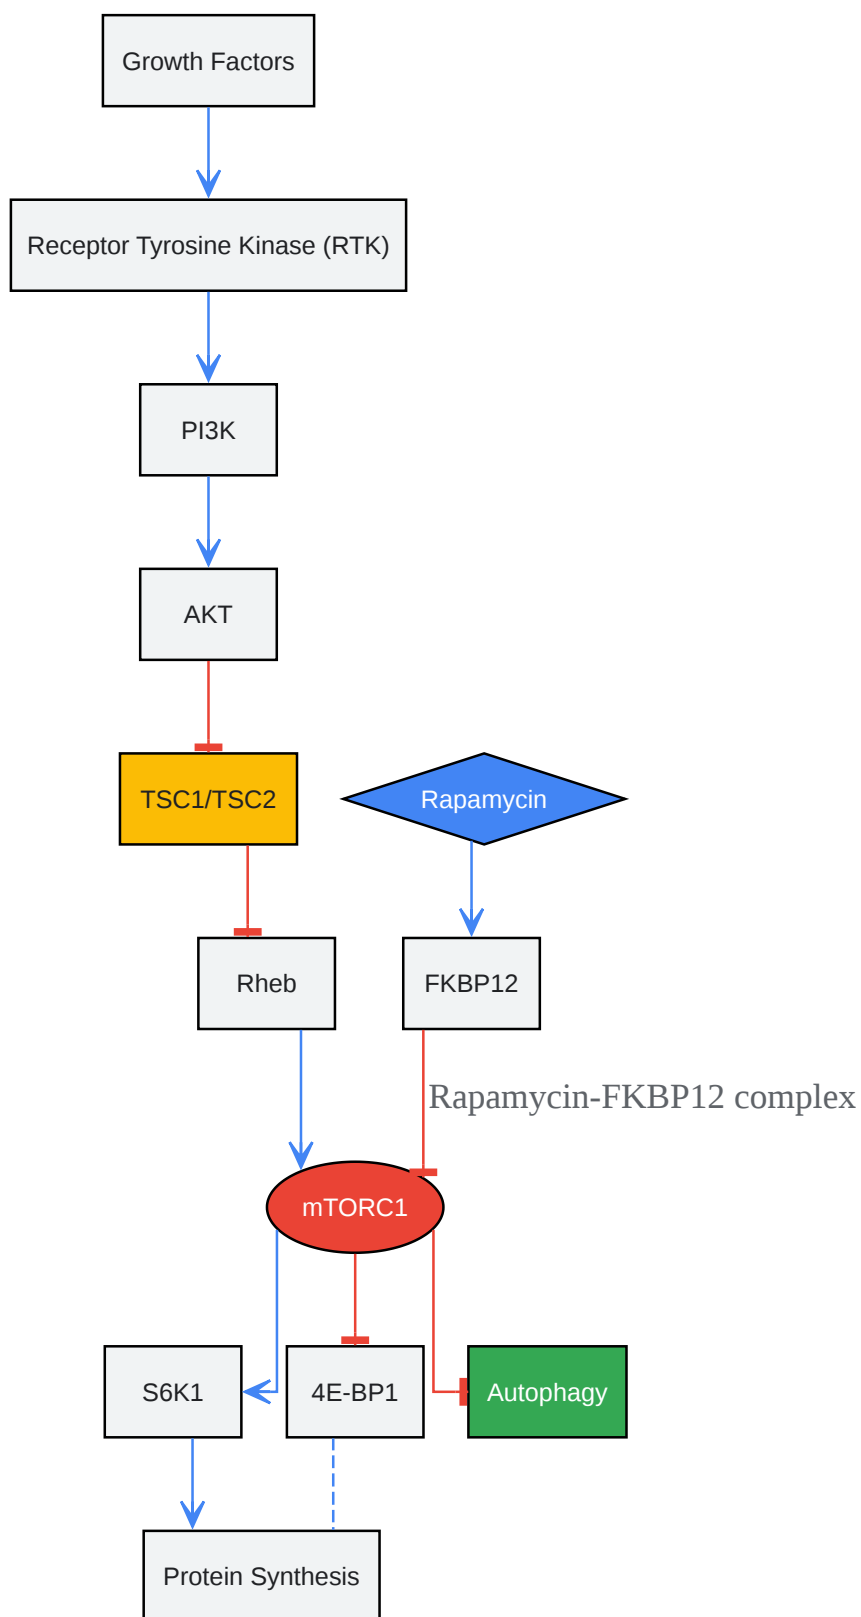 Growth Factors
Receptor Tyrosine Kinase (RTK)
PI3K
AKT
TSC1/TSC2
Rapamycin
Rheb
FKBP12
Rapamycin-FKBP12 complex
mTORC1
S6K1
4E-BP1
Autophagy
Protein Synthesis